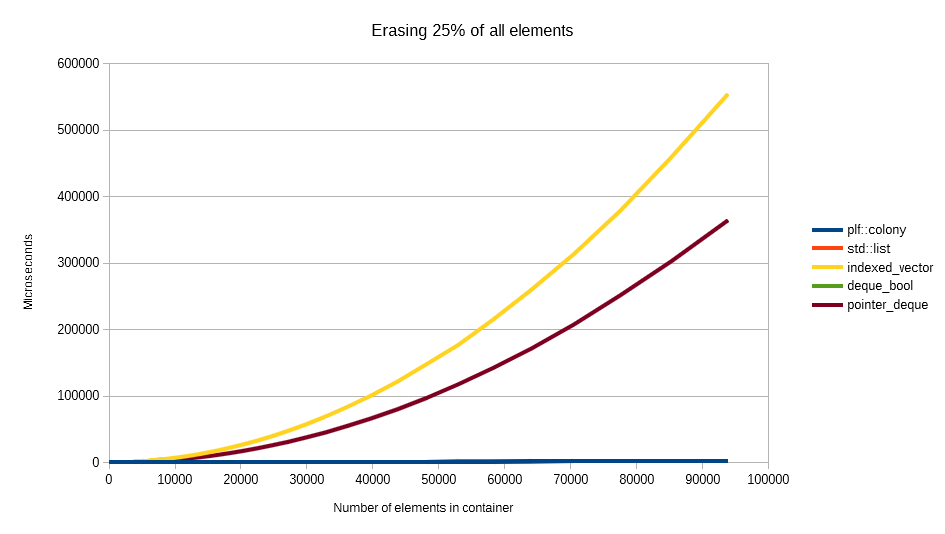 Erasing 25% of all elements
600000
500000
400000
300000
200000
100000
0
Microseconds
0 10000 20000 30000 40000 50000 60000 70000 80000 90000 100000
Number of elements in container
plf::colony
std::list
indexed_vector
deque_bool
pointer_deque